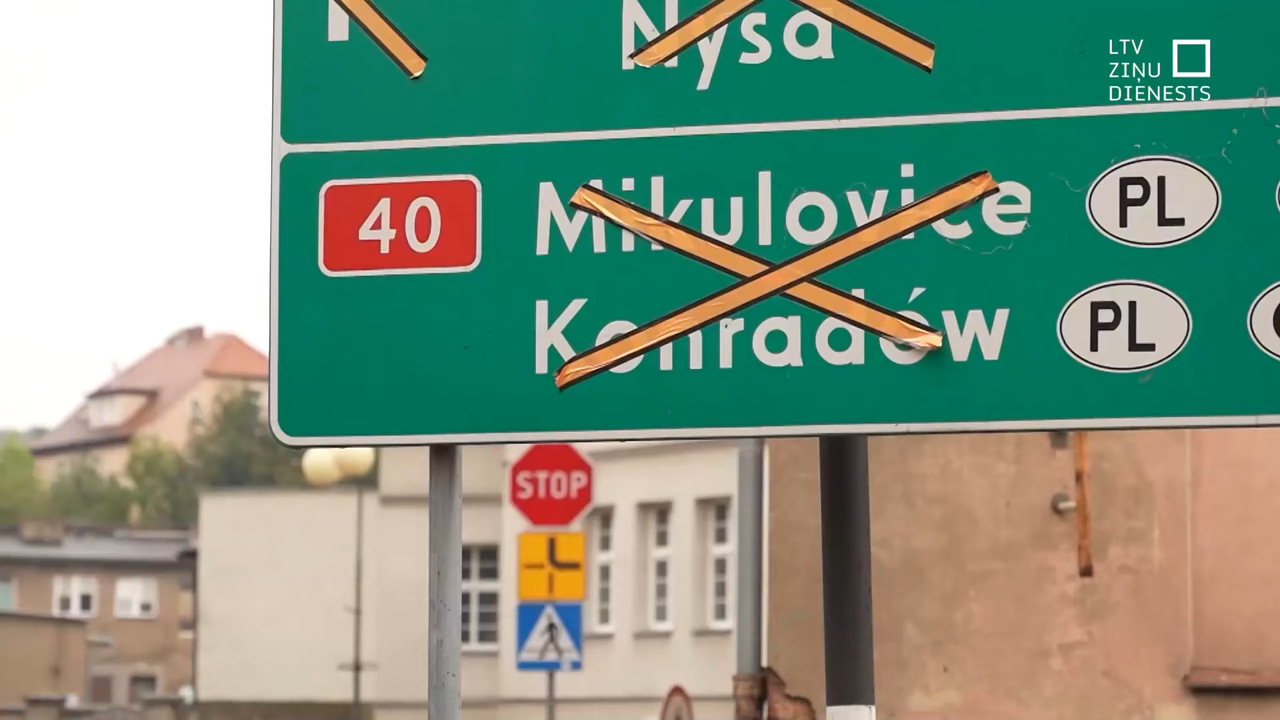 Nysa
LTV
ZIŅU
DIENESTS
40
Mikulovice
PL
Konradów
PL
STOP